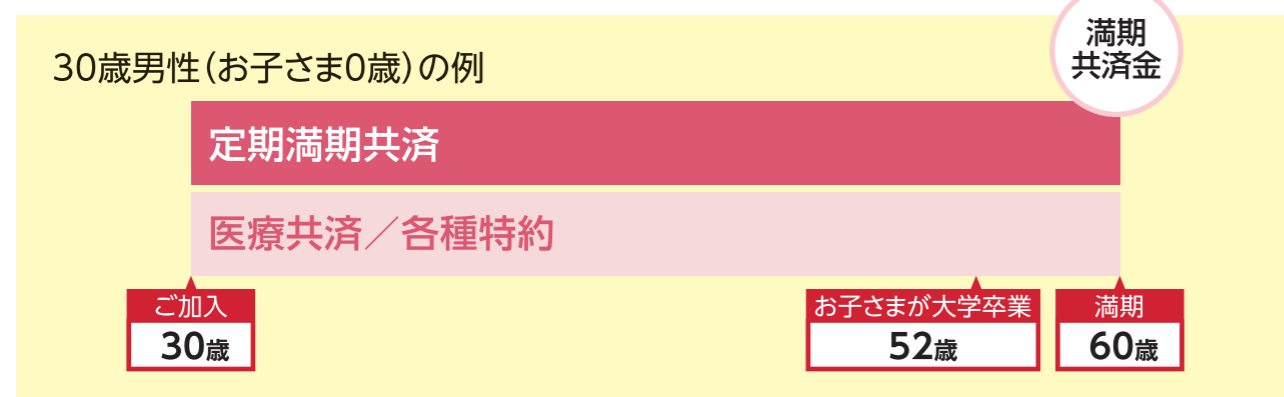 満期
共済金
30歳男性(お子さま0歳)の例
定期満期共済
医療共済／各種特約
ご加入
30歳
お子さまが大学卒業
52歳
満期
60歳